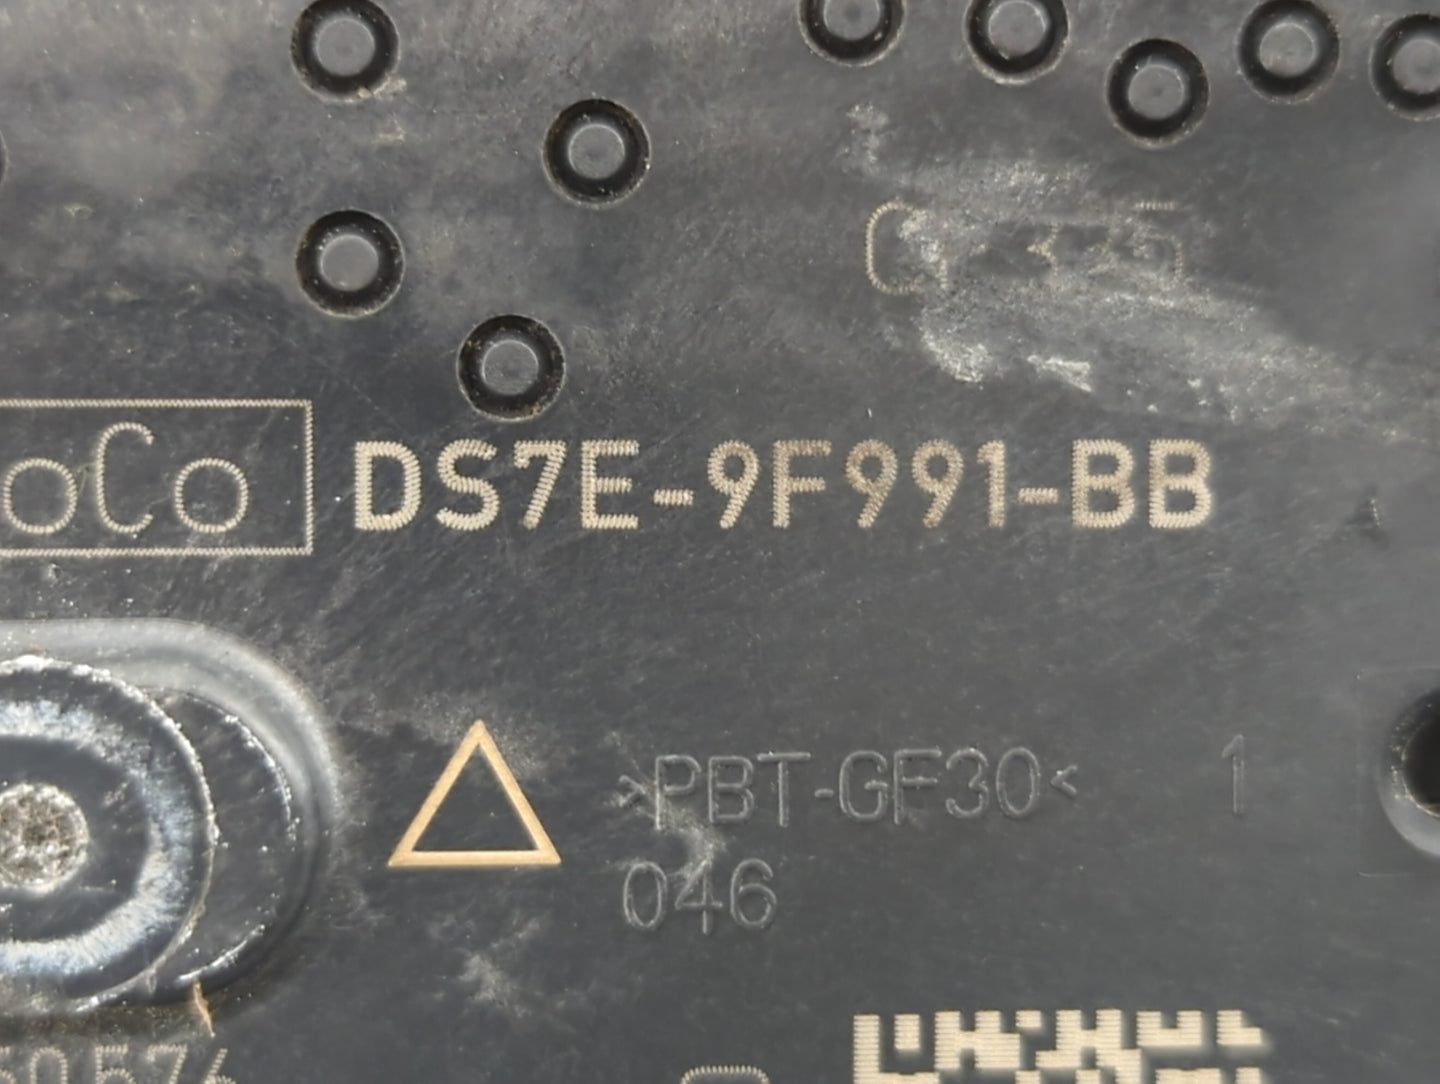 oCo DS7E-9F991-BB
>PBT-GF30< 1
046